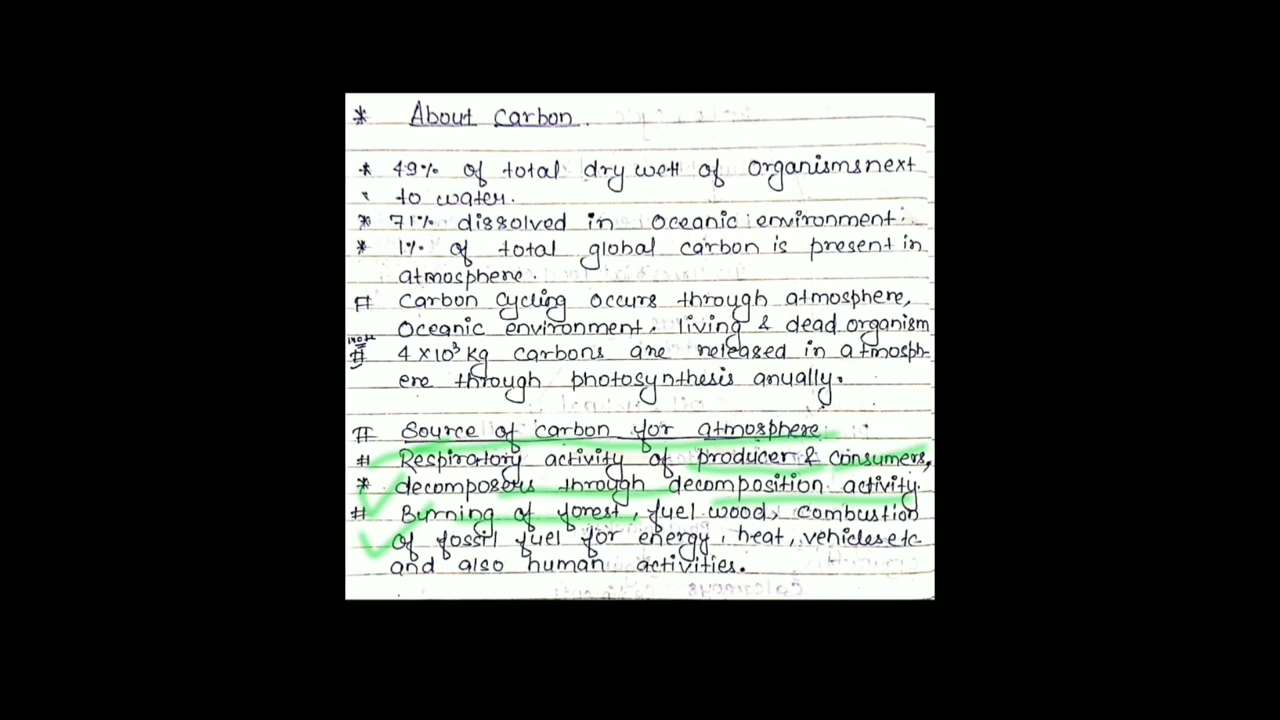 * About carbon.
* 49% of total dry wett of organisms next
* to water.
* 71% dissolved in oceanic environment.
* 1% of total global carbon is present in
atmosphere.
# Carbon cycling occurs through atmosphere,
Oceanic environment, living & dead organism
# 4 x 10³ kg carbons are released in atmosph-
ere through photosynthesis anually.
# Source of carbon for atmosphere:
# Respiratory activity of producer & consumers,
* decomposers through decomposition activity.
# Burning of forest, fuel wood, combustion
of fossil fuel for energy, heat, vehicles etc
and also human activities.